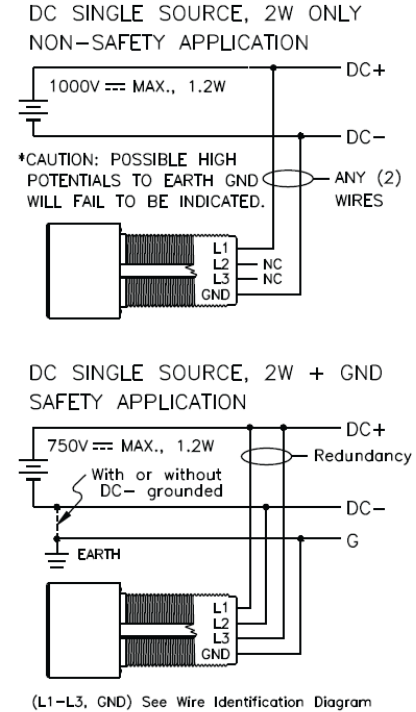 DC SINGLE SOURCE, 2W ONLY
NON-SAFETY APPLICATION
DC+
1000V ⎓ MAX., 1.2W
DC-
*CAUTION: POSSIBLE HIGH
POTENTIALS TO EARTH GND
WILL FAIL TO BE INDICATED.
ANY (2)
WIRES
L1
L2 NC
L3 NC
GND
DC SINGLE SOURCE, 2W + GND
SAFETY APPLICATION
DC+
750V ⎓ MAX., 1.2W
Redundancy
With or without
DC- grounded
DC-
G
EARTH
L1
L2
L3
GND
(L1-L3, GND) See Wire Identification Diagram